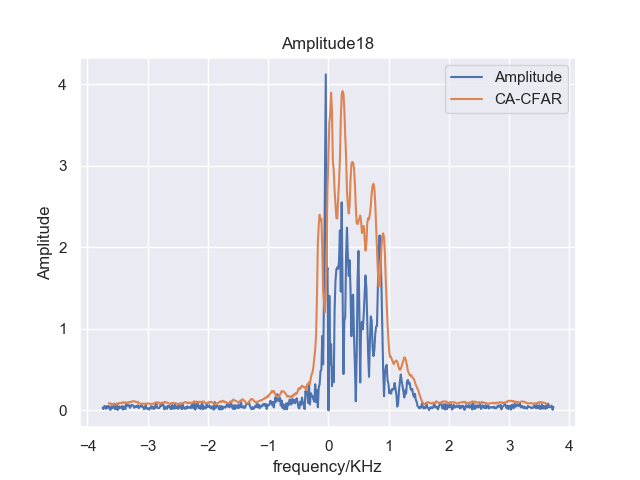 Amplitude18
Amplitude
CA-CFAR
Amplitude
4
3
2
1
0
−4 −3 −2 −1 0 1 2 3 4
frequency/KHz